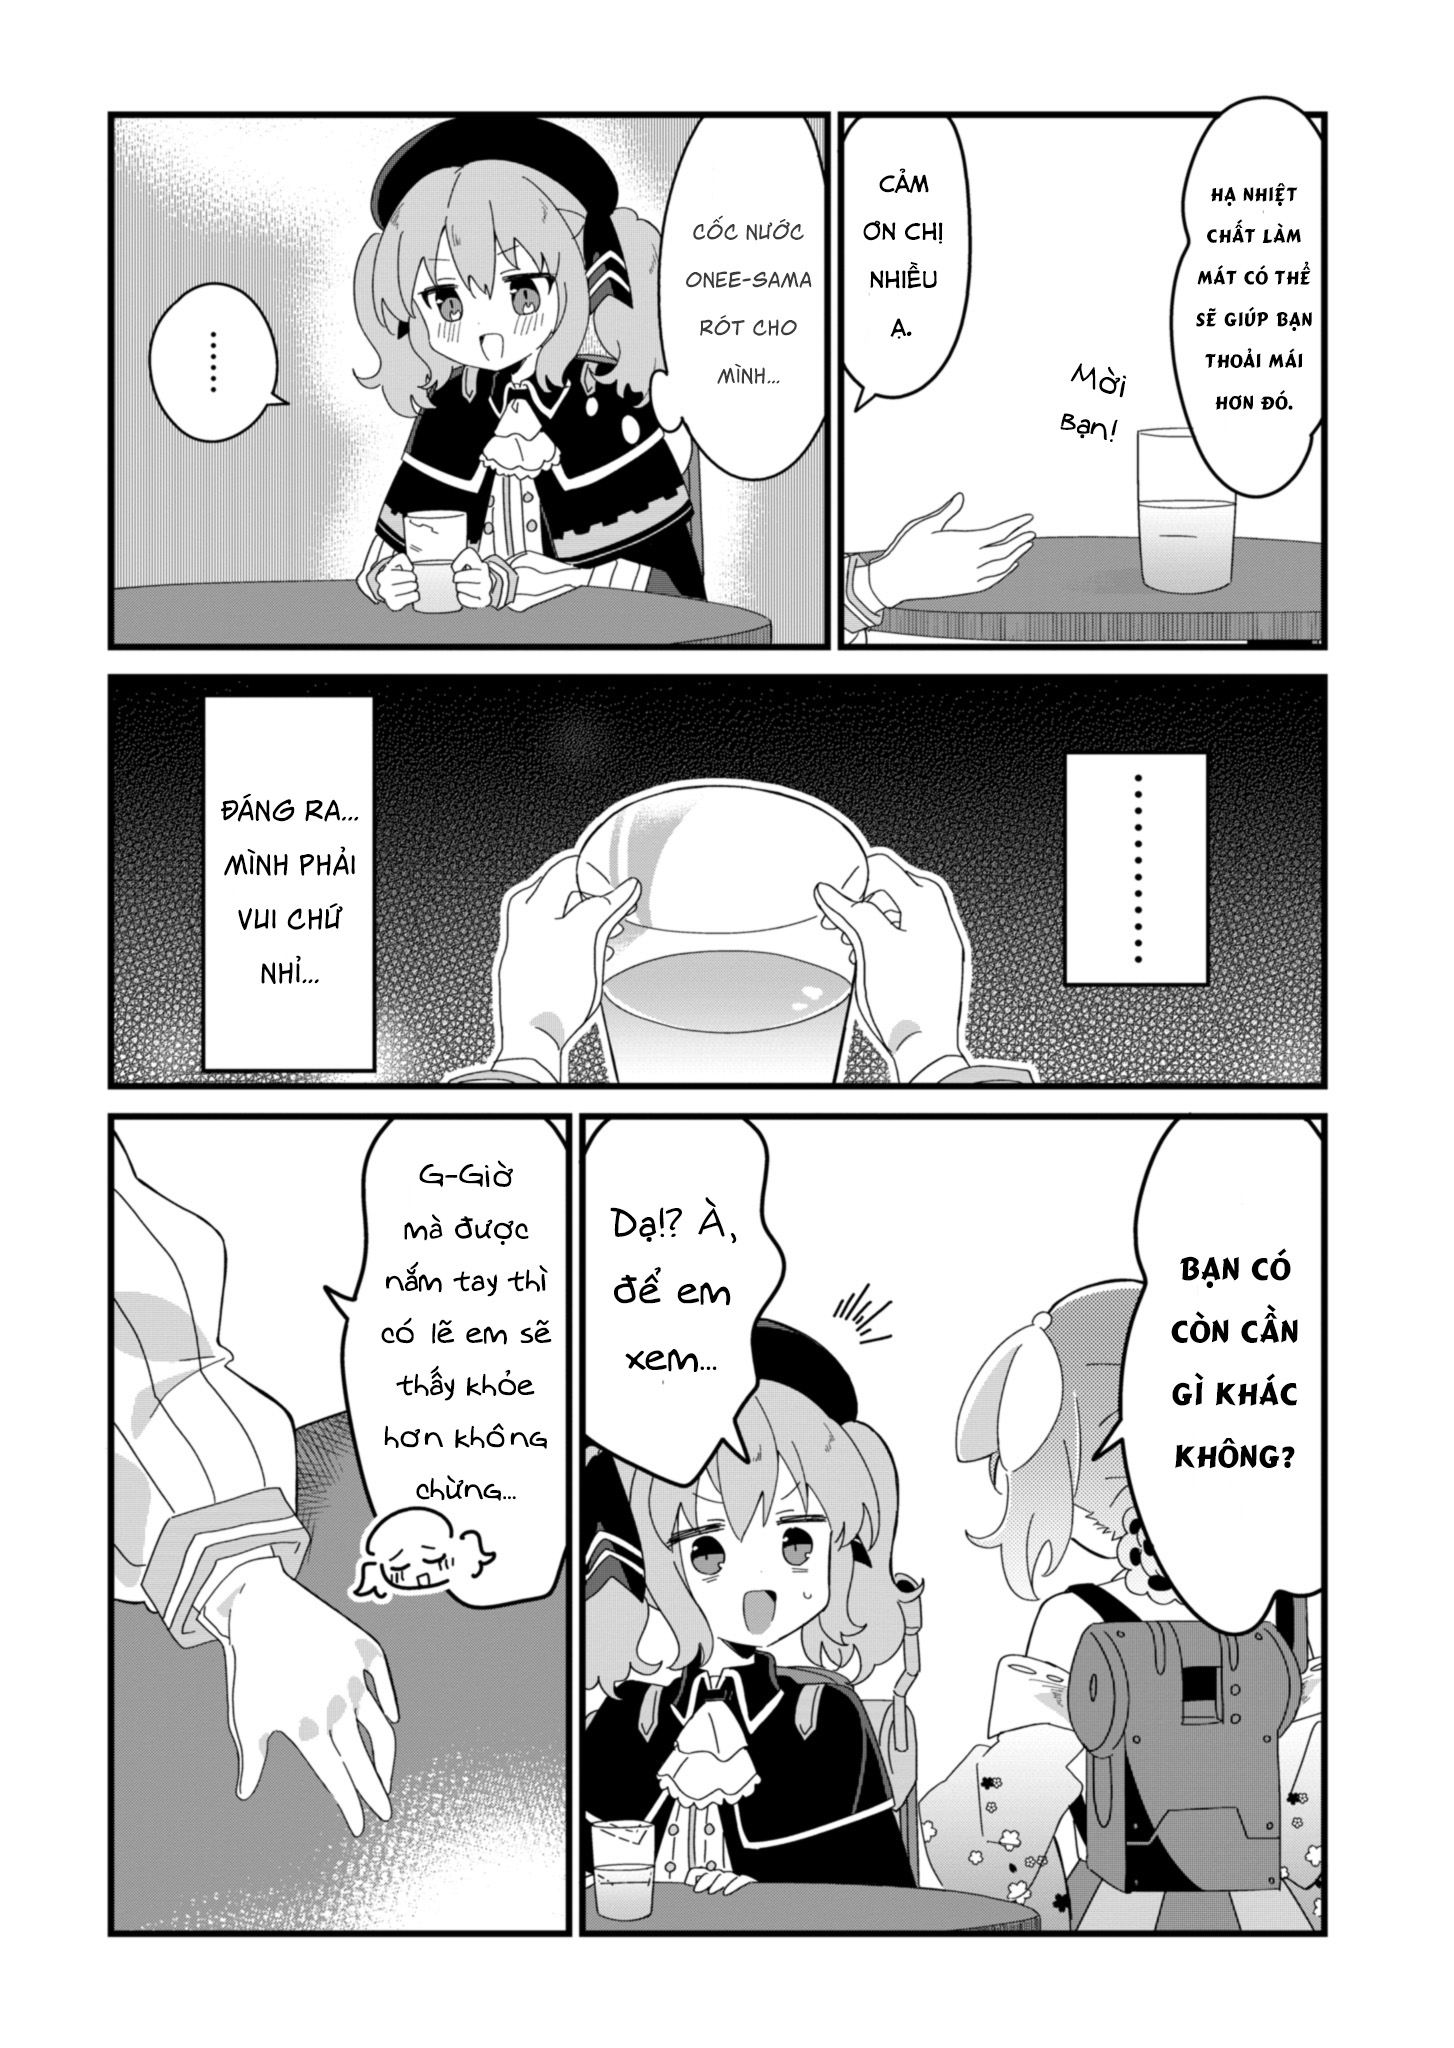 HẠ NHIỆT
CHẤT LÀM
MÁT CÓ THỂ
SẼ GIÚP BẠN
THOẢI MÁI
HƠN ĐÓ.
Mời
Bạn!
CẢM
ƠN CHỊ
NHIỀU
Ạ.
CỐC NƯỚC
ONEE-SAMA
RÓT CHO
MÌNH...
......
..........
ĐÁNG RA...
MÌNH PHẢI
VUI CHỨ
NHỈ...
BẠN CÓ
CÒN CẦN
GÌ KHÁC
KHÔNG?
Dạ!? À,
để em
xem...
G-Giờ
mà được
nắm tay thì
có lẽ em sẽ
thấy khỏe
hơn không
chừng...